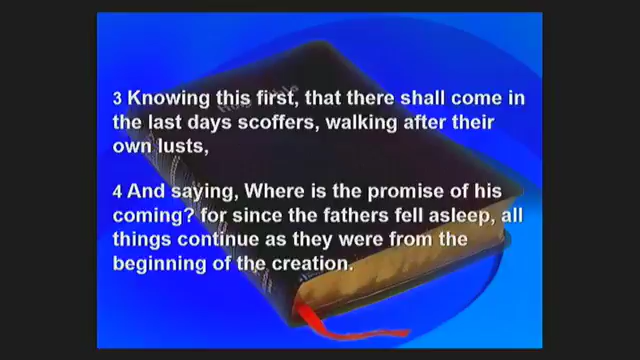 Holy Bible
3 Knowing this first, that there shall come in
the last days scoffers, walking after their
own lusts,
4 And saying, Where is the promise of his
coming? for since the fathers fell asleep, all
things continue as they were from the
beginning of the creation.